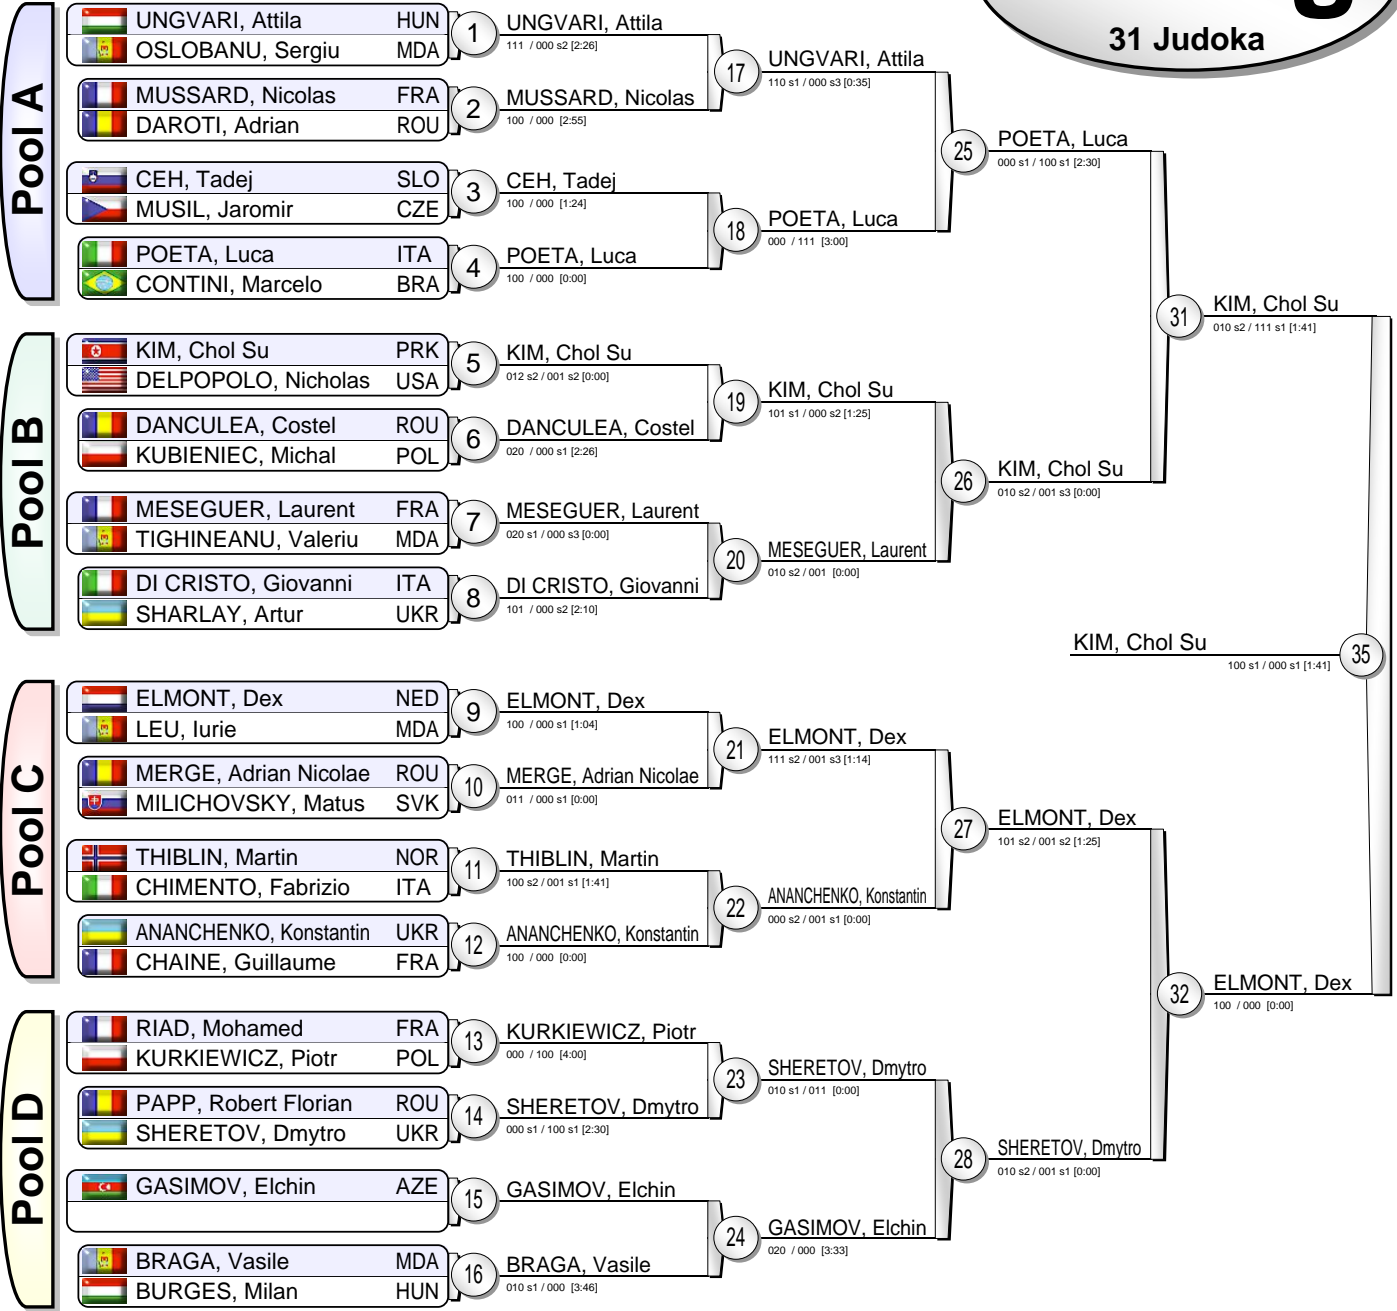 31 Judoka
Pool A
UNGVARI, Attila HUN
OSLOBANU, Sergiu MDA
1
UNGVARI, Attila
111 / 000 s2 [2:26]
MUSSARD, Nicolas FRA
DAROTI, Adrian ROU
2
MUSSARD, Nicolas
100 / 000 [2:55]
17
UNGVARI, Attila
110 s1 / 000 s3 [0:35]
CEH, Tadej SLO
MUSIL, Jaromir CZE
3
CEH, Tadej
100 / 000 [1:24]
POETA, Luca ITA
CONTINI, Marcelo BRA
4
POETA, Luca
100 / 000 [0:00]
18
POETA, Luca
000 / 111 [3:00]
25
POETA, Luca
000 s1 / 100 s1 [2:30]
Pool B
KIM, Chol Su PRK
DELPOPOLO, Nicholas USA
5
KIM, Chol Su
012 s2 / 001 s2 [0:00]
DANCULEA, Costel ROU
KUBIENIEC, Michal POL
6
DANCULEA, Costel
020 / 000 s1 [2:26]
19
KIM, Chol Su
101 s1 / 000 s2 [1:25]
MESEGUER, Laurent FRA
TIGHINEANU, Valeriu MDA
7
MESEGUER, Laurent
020 s1 / 000 s3 [0:00]
DI CRISTO, Giovanni ITA
SHARLAY, Artur UKR
8
DI CRISTO, Giovanni
101 / 000 s2 [2:10]
20
MESEGUER, Laurent
010 s2 / 001 [0:00]
26
KIM, Chol Su
010 s2 / 001 s3 [0:00]
31
KIM, Chol Su
010 s2 / 111 s1 [1:41]
KIM, Chol Su
100 s1 / 000 s1 [1:41]
35
Pool C
ELMONT, Dex NED
LEU, Iurie MDA
9
ELMONT, Dex
100 / 000 s1 [1:04]
MERGE, Adrian Nicolae ROU
MILICHOVSKY, Matus SVK
10
MERGE, Adrian Nicolae
011 / 000 s1 [0:00]
21
ELMONT, Dex
111 s2 / 001 s3 [1:14]
THIBLIN, Martin NOR
CHIMENTO, Fabrizio ITA
11
THIBLIN, Martin
100 s2 / 001 s1 [1:41]
ANANCHENKO, Konstantin UKR
CHAINE, Guillaume FRA
12
ANANCHENKO, Konstantin
100 / 000 [0:00]
22
ANANCHENKO, Konstantin
000 s2 / 001 s1 [0:00]
27
ELMONT, Dex
101 s2 / 001 s2 [1:25]
Pool D
RIAD, Mohamed FRA
KURKIEWICZ, Piotr POL
13
KURKIEWICZ, Piotr
000 / 100 [4:00]
PAPP, Robert Florian ROU
SHERETOV, Dmytro UKR
14
SHERETOV, Dmytro
000 s1 / 100 s1 [2:30]
23
SHERETOV, Dmytro
010 s1 / 011 [0:00]
GASIMOV, Elchin AZE
15
GASIMOV, Elchin
BRAGA, Vasile MDA
BURGES, Milan HUN
16
BRAGA, Vasile
010 s1 / 000 [3:46]
24
GASIMOV, Elchin
020 / 000 [3:33]
28
SHERETOV, Dmytro
010 s2 / 001 s1 [0:00]
32
ELMONT, Dex
100 / 000 [0:00]